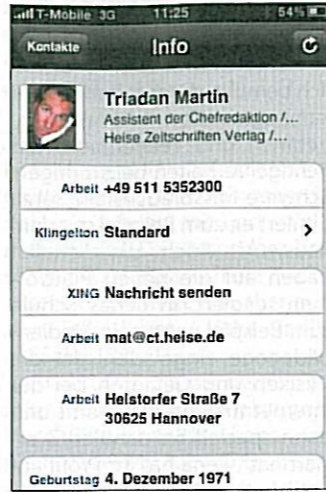 T-Mobile 3G 11:25 54%
Kontakte Info
Triadan Martin
Assistent der Chefredaktion /...
Heise Zeitschriften Verlag /...
Arbeit +49 511 5352300
Klingelton Standard
XING Nachricht senden
Arbeit mat@ct.heise.de
Arbeit Helstorfer Straße 7
30625 Hannover
Geburtstag 4. Dezember 1971